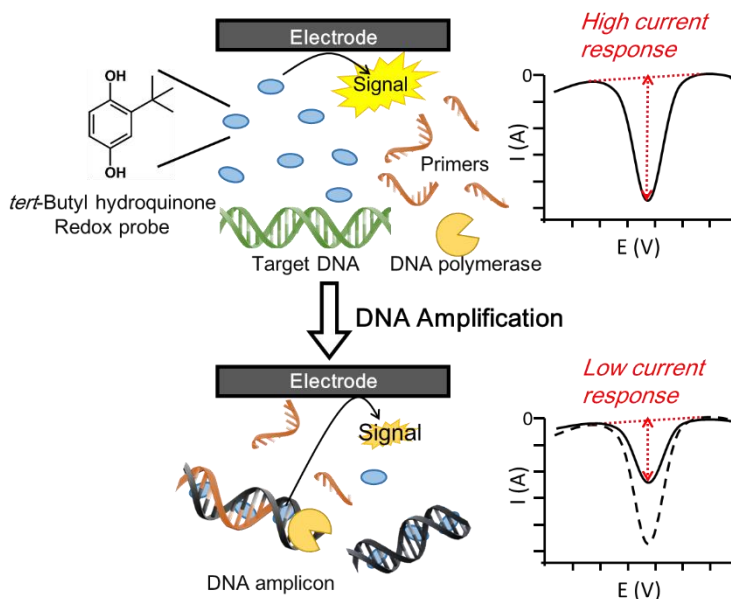 Electrode
High current
response
OH
OH
Signal
Primers
tert-Butyl hydroquinone
Redox probe
Target DNA
DNA polymerase
0
I (A)
E (V)
DNA Amplification
Electrode
Low current
response
Signal
DNA amplicon
0
I (A)
E (V)